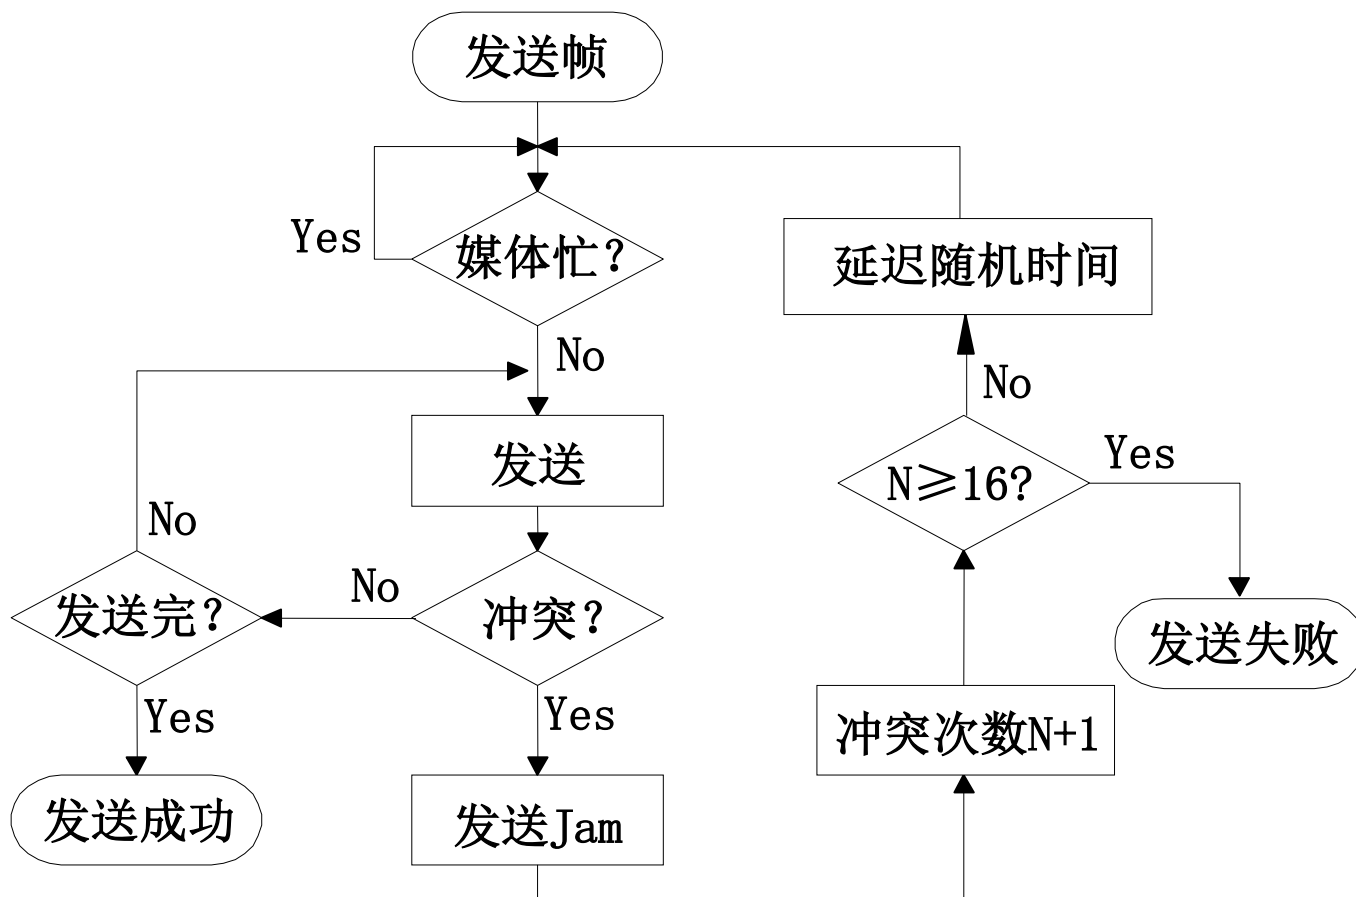 发送帧
Yes
媒体忙?
延迟随机时间
No
No
发送
N≥16?
Yes
No
No
发送完?
冲突?
发送失败
Yes
Yes
冲突次数N+1
发送成功
发送Jam